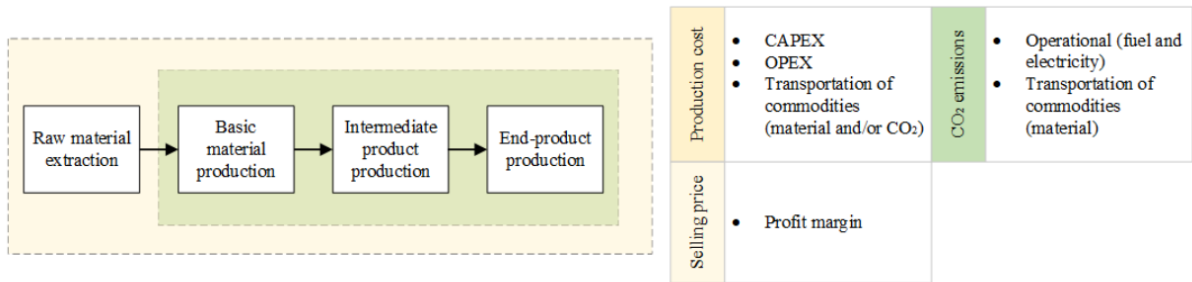 Raw material
extraction
Basic
material
production
Intermediate
product
production
End-product
production
Production cost
• CAPEX
• OPEX
• Transportation of
commodities
(material and/or CO₂)
CO₂ emissions
• Operational (fuel and
electricity)
• Transportation of
commodities
(material)
Selling price
• Profit margin